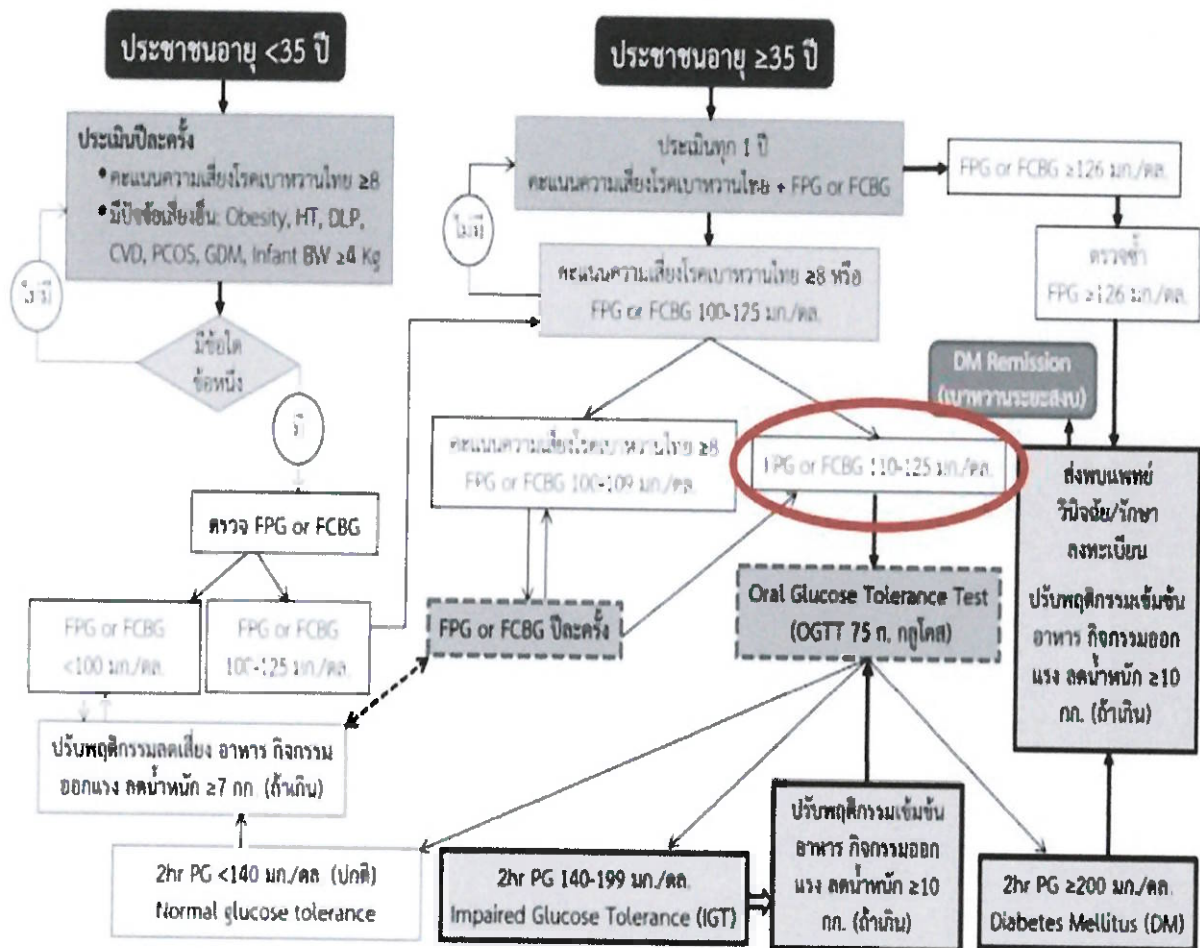 ประชาชนอายุ <35 ปี
ประเมินปีละครั้ง
• คะแนนความเสี่ยงโรคเบาหวานไทย ≥8
• มีปัจจัยเสี่ยงอื่น: Obesity, HT, DLP,
CVD, PCOS, GDM, Infant BW ≥4 Kg
ไม่มี
มีข้อใด
ข้อหนึ่ง
มี
ตรวจ FPG or FCBG
FPG or FCBG
<100 มก./ดล.
FPG or FCBG
100-125 มก./ดล.
ปรับพฤติกรรมลดเสี่ยง อาหาร กิจกรรม
ออกแรง ลดน้ำหนัก ≥7 กก. (ถ้าเกิน)
2hr PG <140 มก./ดล (ปกติ)
Normal glucose tolerance
ประชาชนอายุ ≥35 ปี
ประเมินทุก 1 ปี
คะแนนความเสี่ยงโรคเบาหวานไทย + FPG or FCBG
ไม่มี
คะแนนความเสี่ยงโรคเบาหวานไทย ≥8 หรือ
FPG or FCBG 100-125 มก./ดล.
คะแนนความเสี่ยงโรคเบาหวานไทย ≥8
FPG or FCBG 100-109 มก./ดล.
FPG or FCBG 110-125 มก./ดล.
FPG or FCBG ปีละครั้ง
Oral Glucose Tolerance Test
(OGTT 75 ก. กลูโคส)
2hr PG 140-199 มก./ดล.
Impaired Glucose Tolerance (IGT)
ปรับพฤติกรรมเข้มข้น
อาหาร กิจกรรมออก
แรง ลดน้ำหนัก ≥10
กก. (ถ้าเกิน)
FPG or FCBG ≥126 มก./ดล.
ตรวจซ้ำ
FPG ≥126 มก./ดล.
DM Remission
(เบาหวานระยะสงบ)
ส่งพบแพทย์
วินิจฉัย/รักษา
ลงทะเบียน
ปรับพฤติกรรมเข้มข้น
อาหาร กิจกรรมออก
แรง ลดน้ำหนัก ≥10
กก. (ถ้าเกิน)
2hr PG ≥200 มก./ดล.
Diabetes Mellitus (DM)